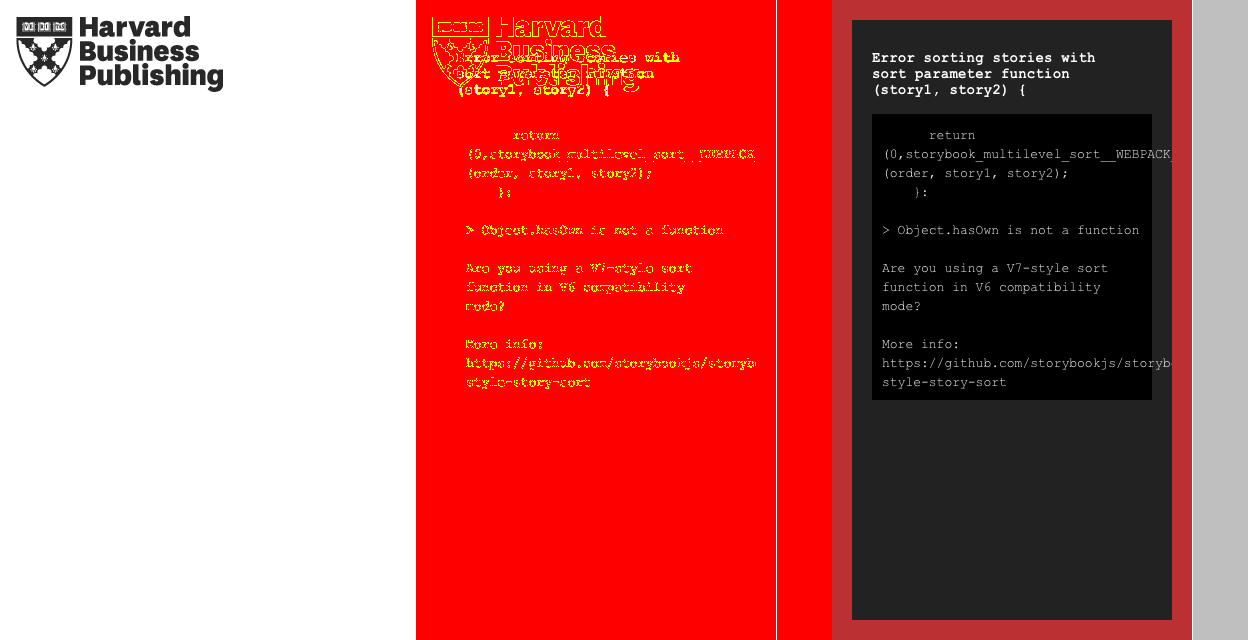 Harvard
Business
Publishing
Harvard
Business
Publishing
Error sorting stories with
sort parameter function
(story1, story2) {
return
(0,storybook_multilevel_sort__WEBPACK
(order, story1, story2);
}:
> Object.hasOwn is not a function
Are you using a V7-style sort
function in V6 compatibility
mode?
More info:
https://github.com/storybookjs/storyb
style-story-sort
Error sorting stories with
sort parameter function
(story1, story2) {
return
(0,storybook_multilevel_sort__WEBPACK_
(order, story1, story2);
}:
> Object.hasOwn is not a function
Are you using a V7-style sort
function in V6 compatibility
mode?
More info:
https://github.com/storybookjs/storyb
style-story-sort